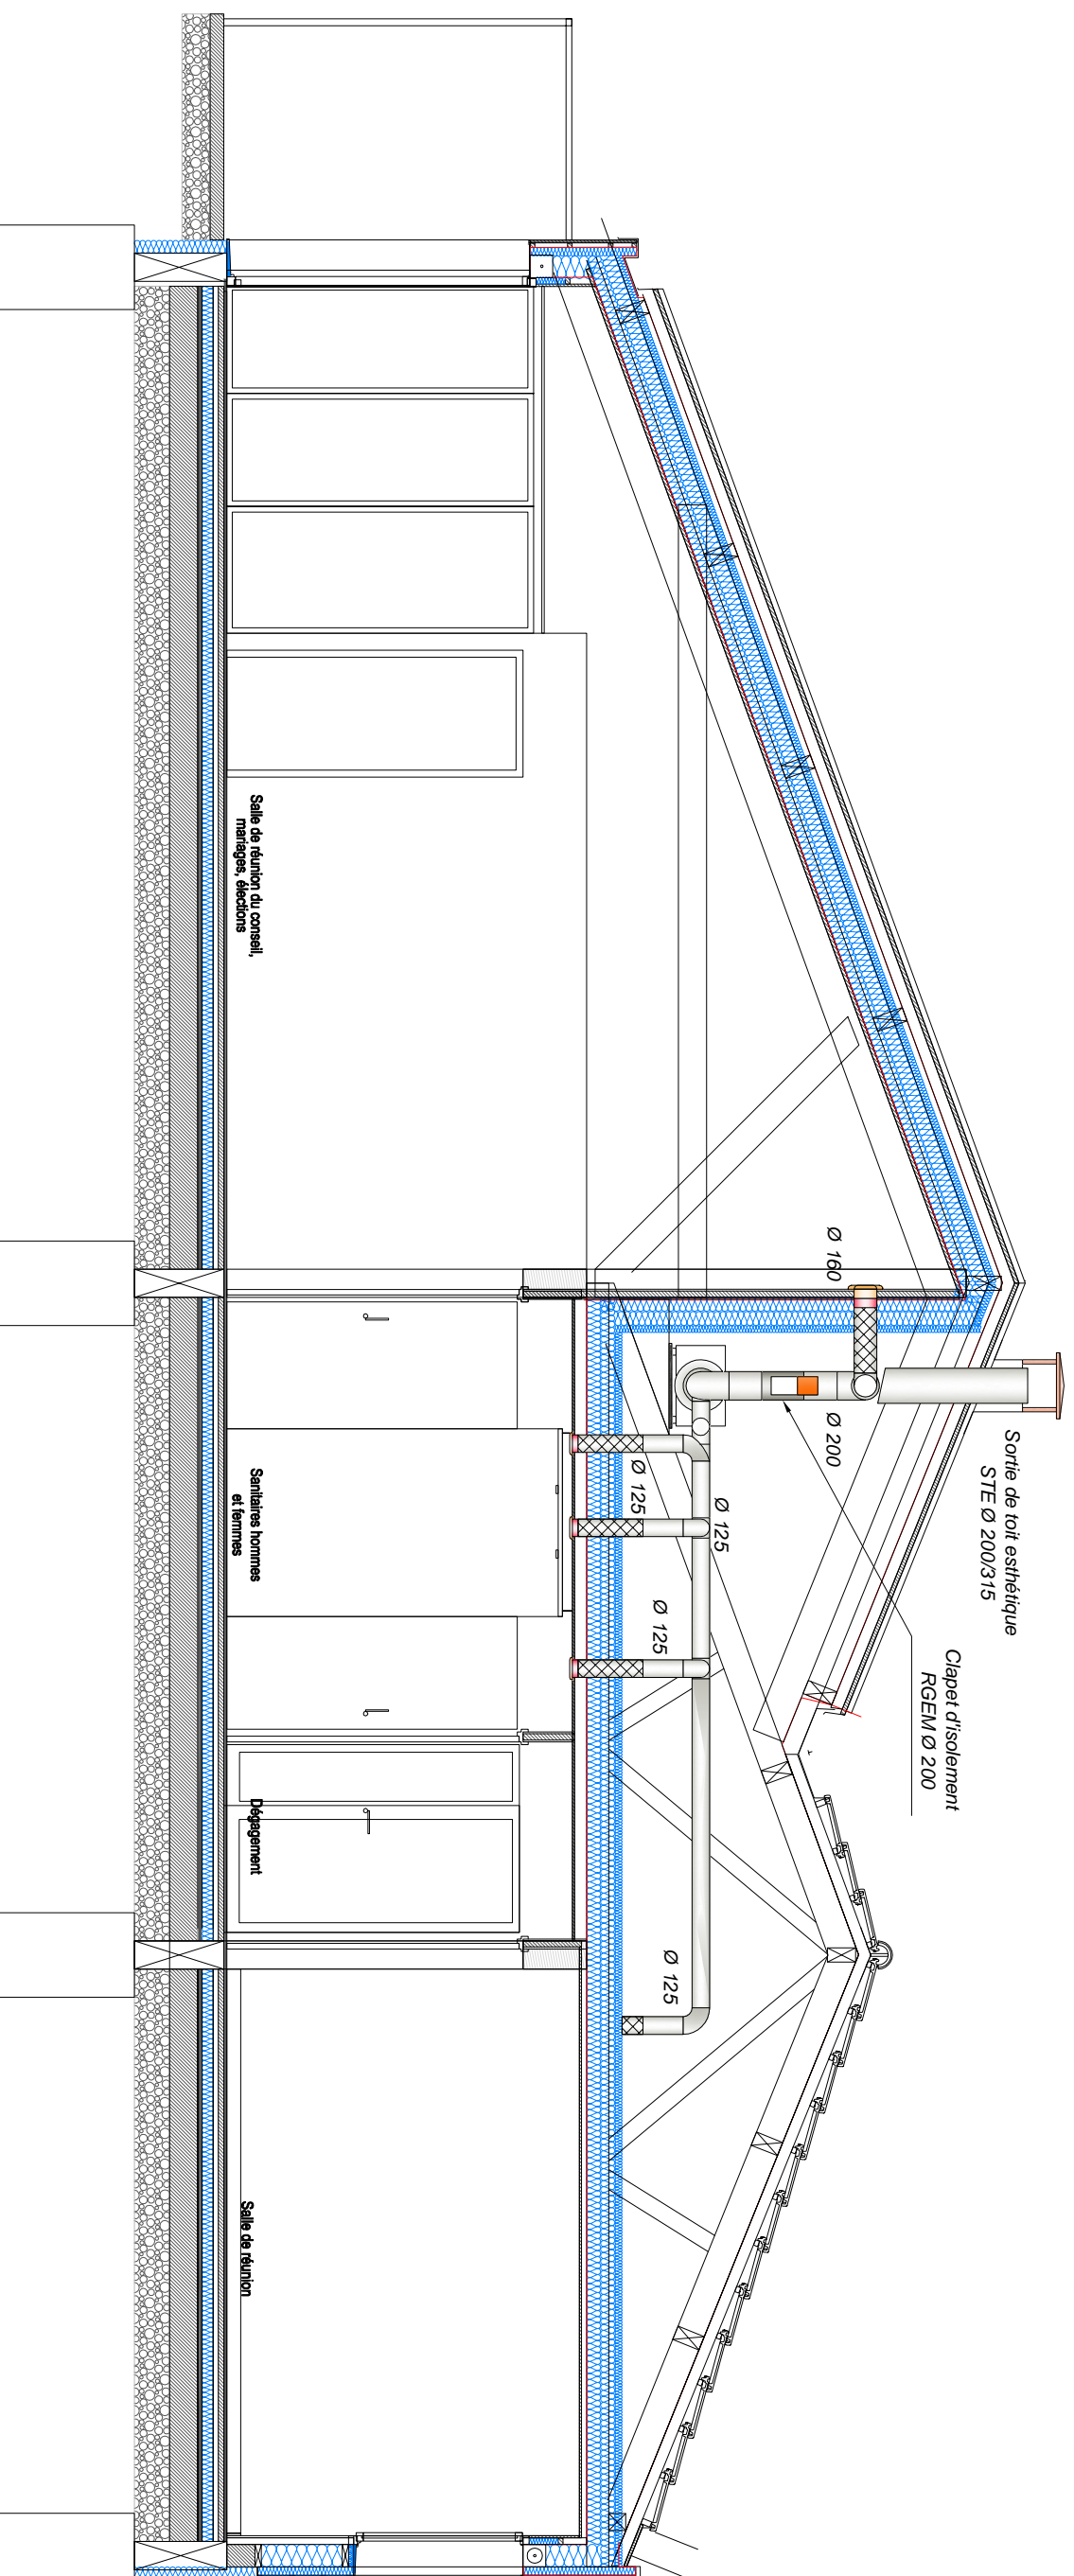 Sortie de toit esthétique
STE Ø 200/315
Clapet d'isolement
RGEM Ø 200
Ø 160
Ø 200
Ø 125
Ø 125
Ø 125
Ø 125
Salle de réunion du conseil,
mariages, élections
Sanitaires hommes
et femmes
Dégagement
Salle de réunion